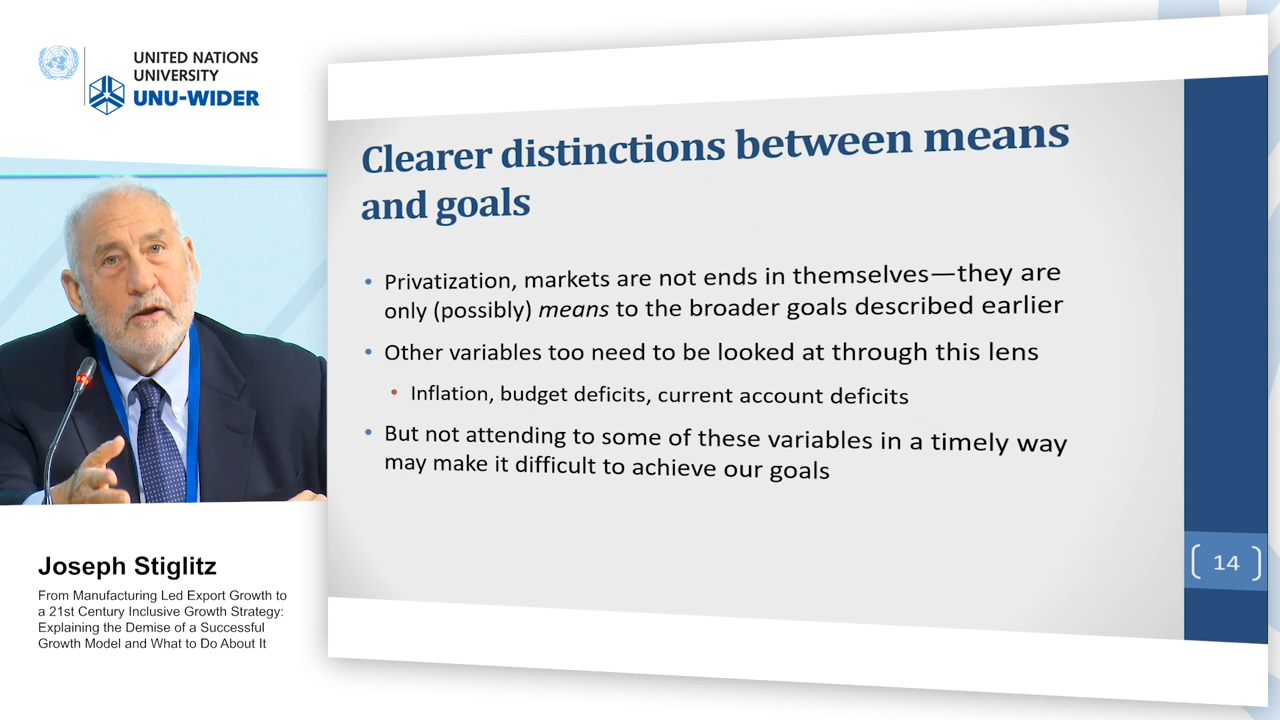 UNITED NATIONS
UNIVERSITY
UNU-WIDER
Clearer distinctions between means
and goals
• Privatization, markets are not ends in themselves—they are
only (possibly) means to the broader goals described earlier
• Other variables too need to be looked at through this lens
• Inflation, budget deficits, current account deficits
• But not attending to some of these variables in a timely way
may make it difficult to achieve our goals
14
Joseph Stiglitz
From Manufacturing Led Export Growth to
a 21st Century Inclusive Growth Strategy:
Explaining the Demise of a Successful
Growth Model and What to Do About It